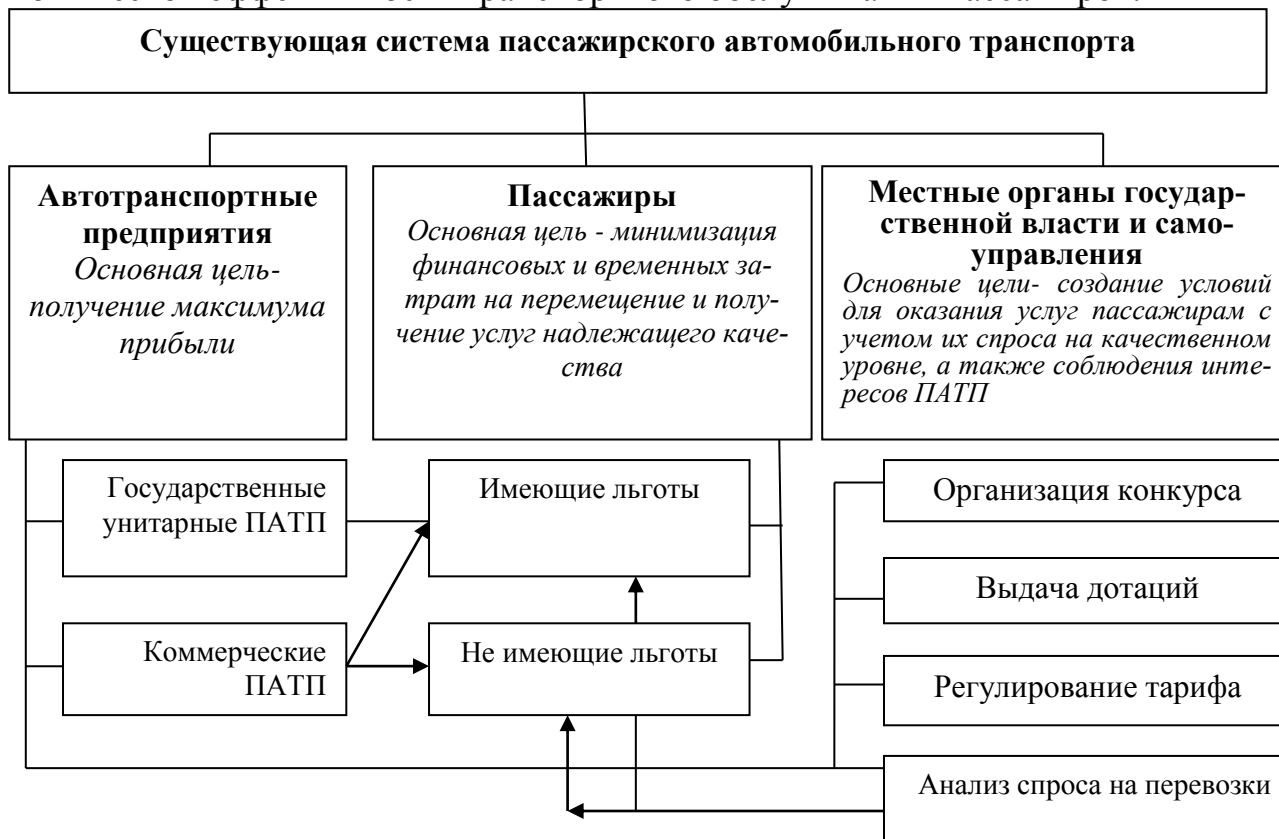 Существующая система пассажирского автомобильного транспорта
Автотранспортные
предприятия
Основная цель-
получение максимума
прибыли
Пассажиры
Основная цель - минимизация
финансовых и временных за-
трат на перемещение и полу-
чение услуг надлежащего каче-
ства
Местные органы государ-
ственной власти и само-
управления
Основные цели- создание условий
для оказания услуг пассажирам с
учетом их спроса на качественном
уровне, а также соблюдения инте-
ресов ПАТП
Государственные
унитарные ПАТП
Имеющие льготы
Организация конкурса
Выдача дотаций
Коммерческие
ПАТП
Не имеющие льготы
Регулирование тарифа
Анализ спроса на перевозки